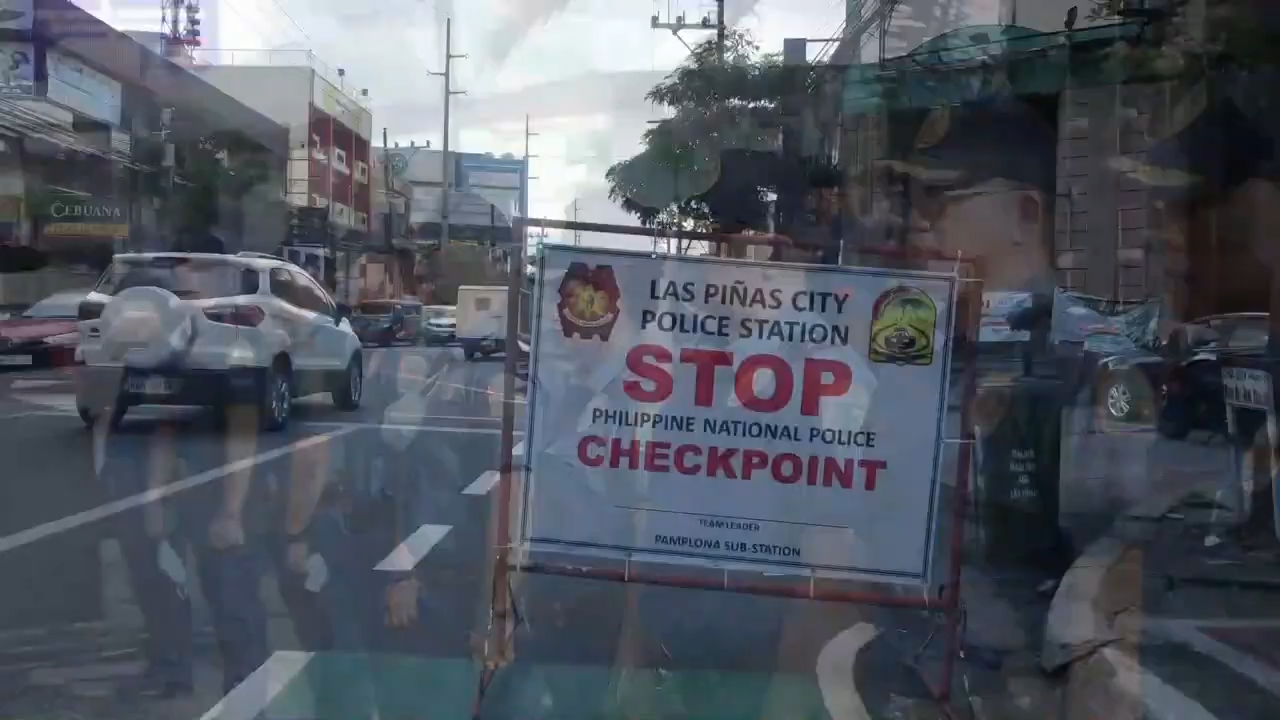 CEBUANA
LAS PIÑAS CITY
POLICE STATION
STOP
PHILIPPINE NATIONAL POLICE
CHECKPOINT
TEAM LEADER
PAMPLONA SUB-STATION